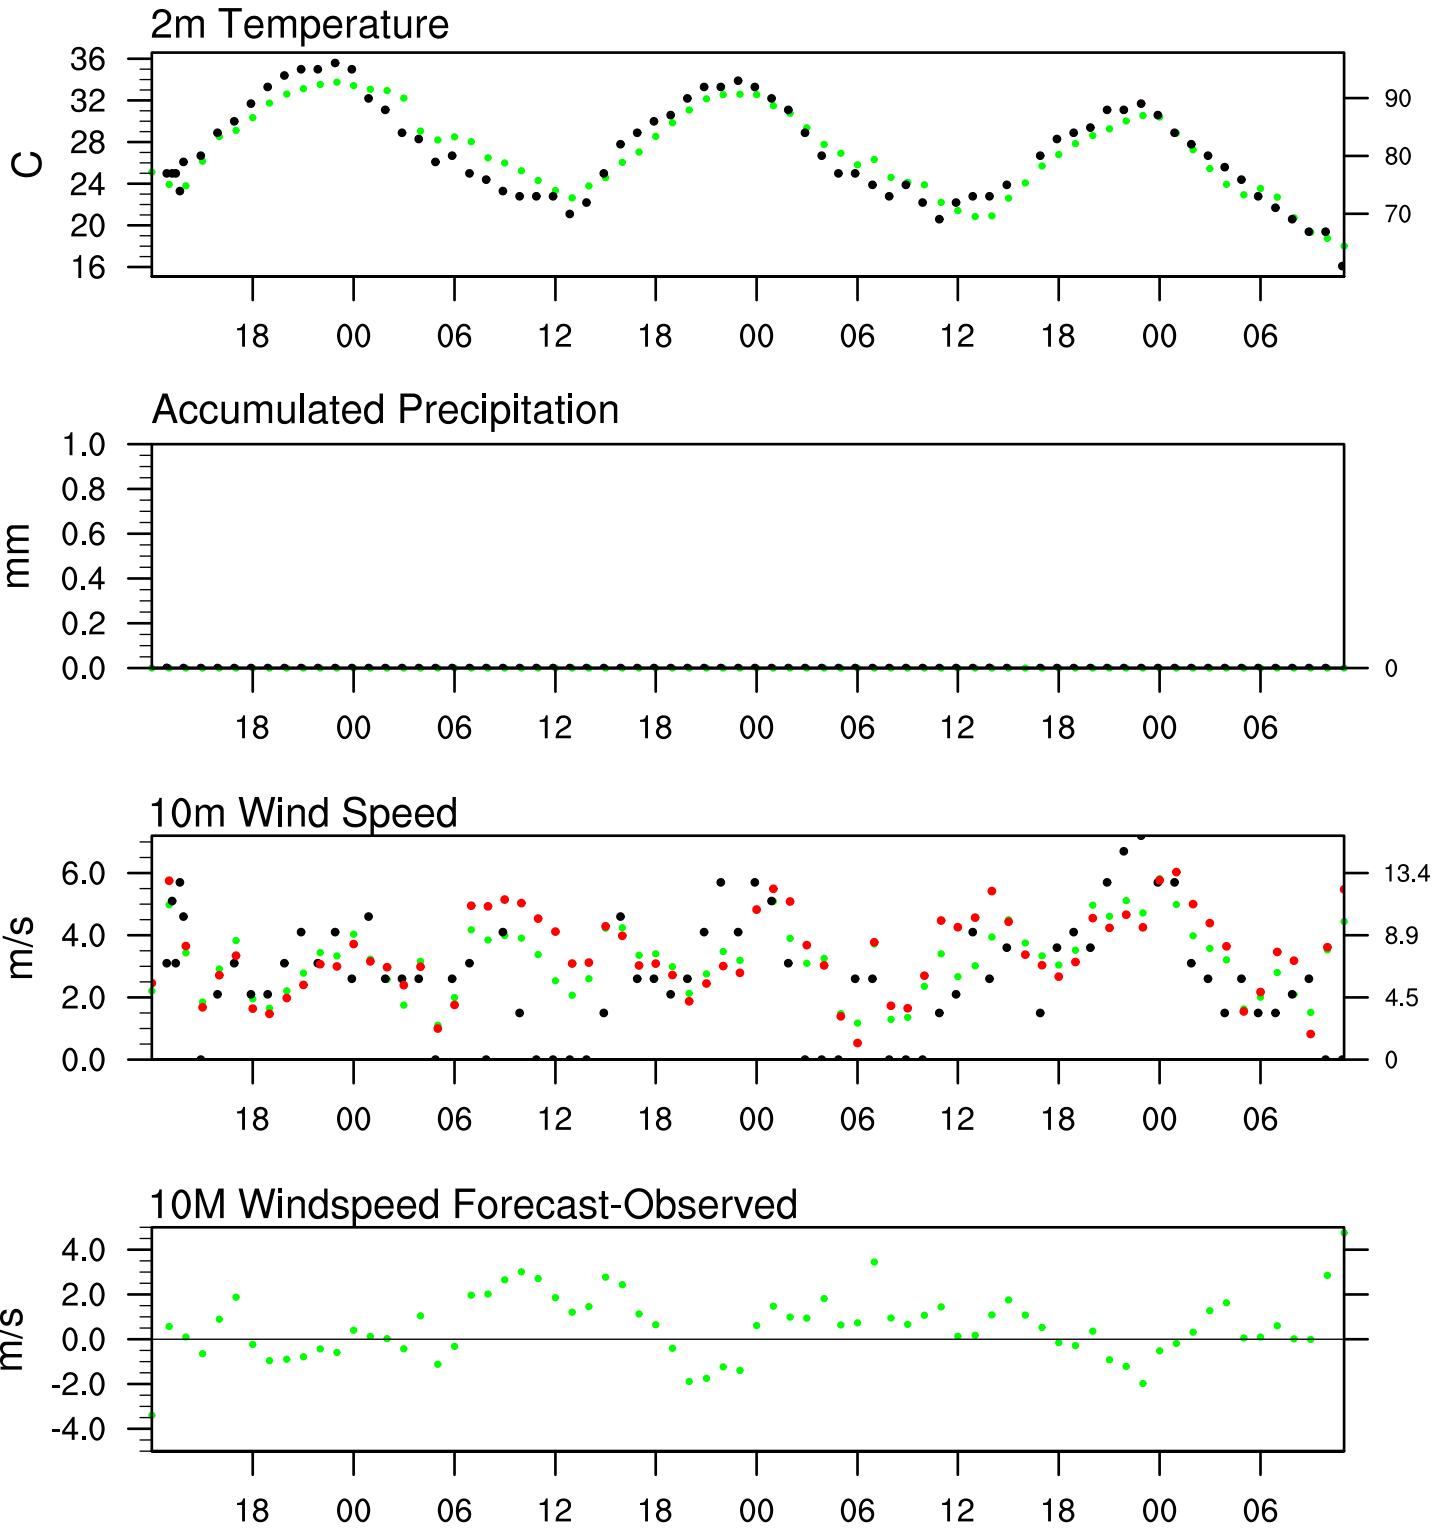 2m Temperature
36
32
28
24
20
16
C
90
80
70
18 00 06 12 18 00 06 12 18 00 06
Accumulated Precipitation
1.0
0.8
0.6
0.4
0.2
0.0
mm
0
18 00 06 12 18 00 06 12 18 00 06
10m Wind Speed
6.0
4.0
2.0
0.0
m/s
13.4
8.9
4.5
0
18 00 06 12 18 00 06 12 18 00 06
10M Windspeed Forecast-Observed
4.0
2.0
0.0
-2.0
-4.0
m/s
18 00 06 12 18 00 06 12 18 00 06